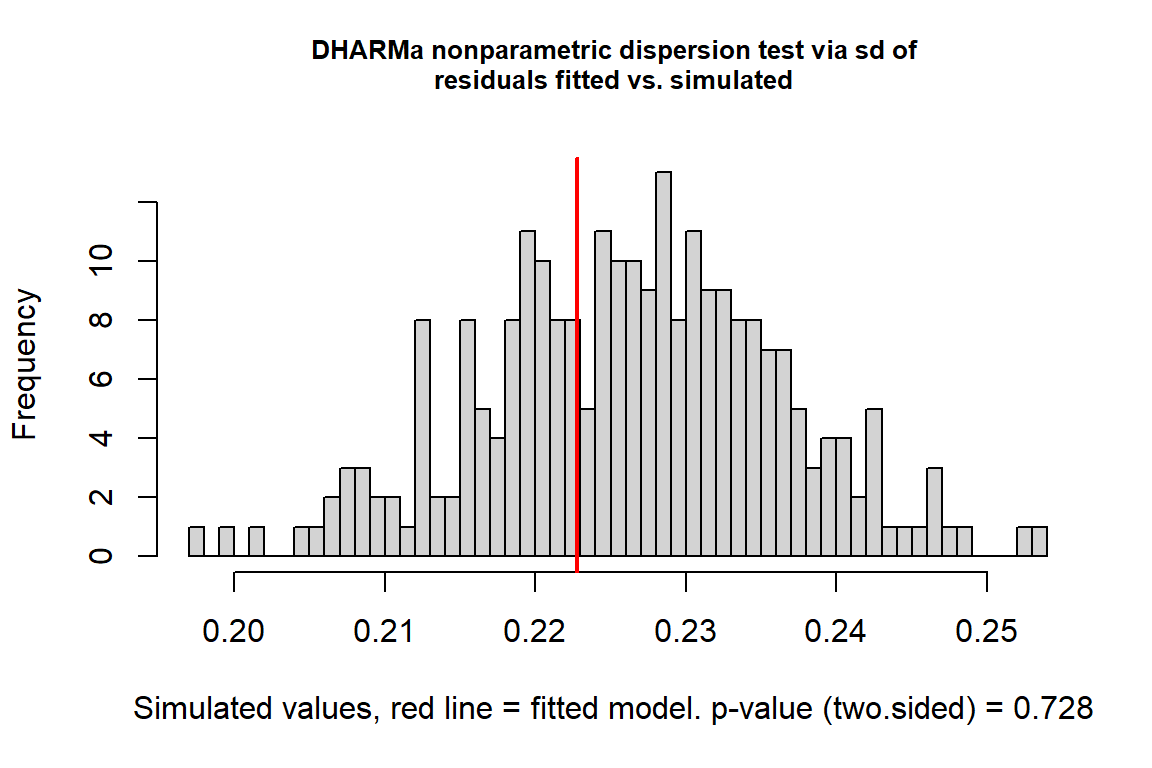 DHARMa nonparametric dispersion test via sd of
residuals fitted vs. simulated
Frequency
10
8
6
4
2
0
0.20 0.21 0.22 0.23 0.24 0.25
Simulated values, red line = fitted model. p-value (two.sided) = 0.728